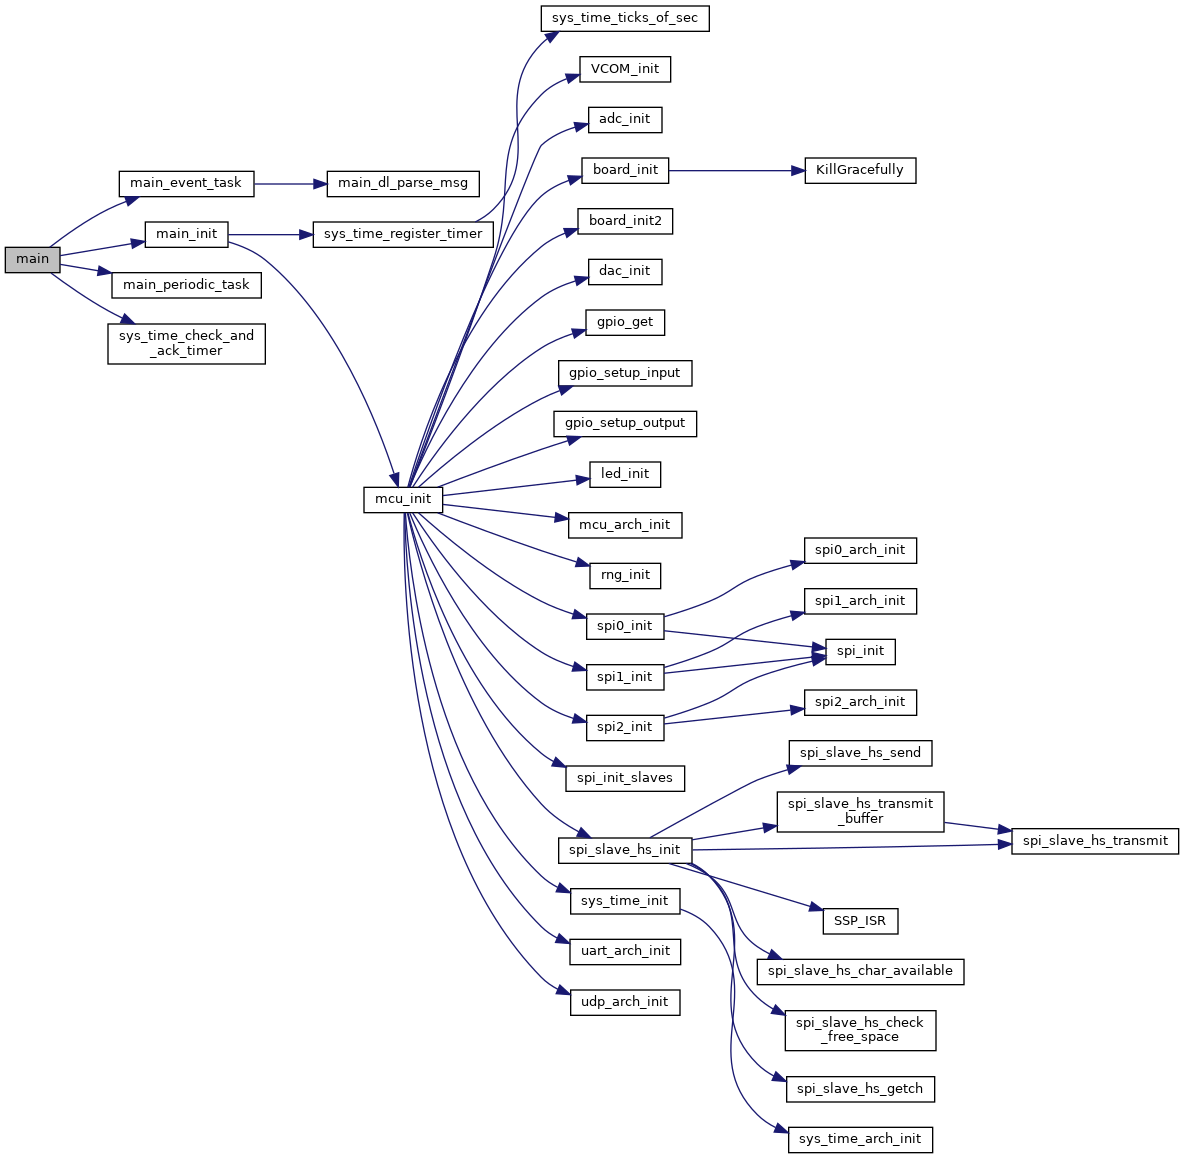 sys_time_ticks_of_sec
VCOM_init
adc_init
board_init
KillGracefully
main_event_task
main_dl_parse_msg
board_init2
main_init
sys_time_register_timer
main
dac_init
main_periodic_task
gpio_get
sys_time_check_and
_ack_timer
gpio_setup_input
gpio_setup_output
led_init
mcu_init
mcu_arch_init
spi0_arch_init
rng_init
spi1_arch_init
spi0_init
spi_init
spi1_init
spi2_arch_init
spi2_init
spi_slave_hs_send
spi_init_slaves
spi_slave_hs_transmit
_buffer
spi_slave_hs_transmit
spi_slave_hs_init
sys_time_init
SSP_ISR
uart_arch_init
spi_slave_hs_char_available
udp_arch_init
spi_slave_hs_check
_free_space
spi_slave_hs_getch
sys_time_arch_init